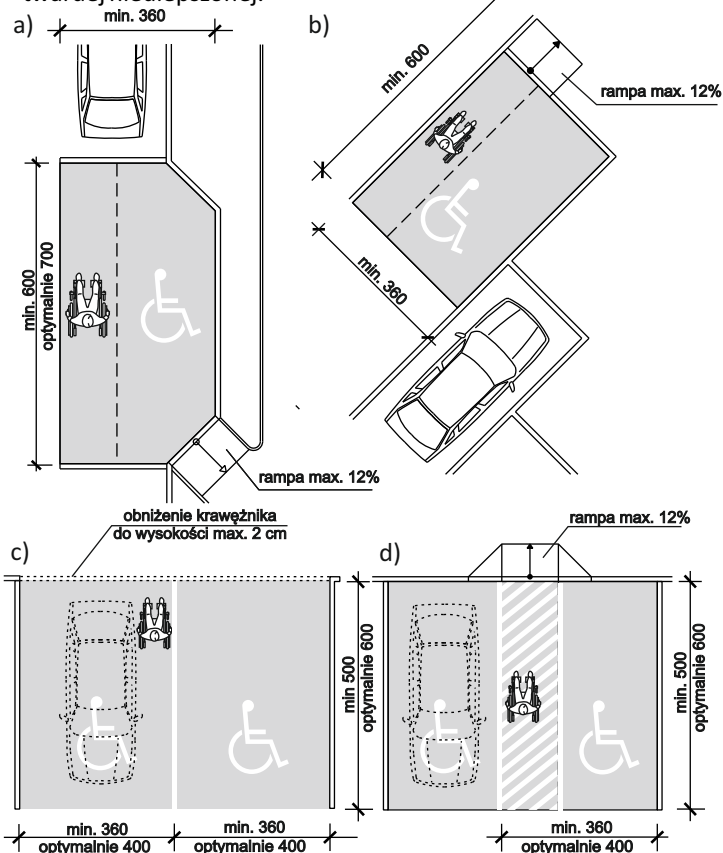 min. 360
a)
b)
min. 600
rampa max. 12%
min. 600
optymalnie 700
min. 360
rampa max. 12%
obniżenie krawężnika
do wysokości max. 2 cm
rampa max. 12%
c)
d)
min 500
optymalnie 600
min 500
optymalnie 600
min. 360
optymalnie 400
min. 360
optymalnie 400
min. 360
optymalnie 400